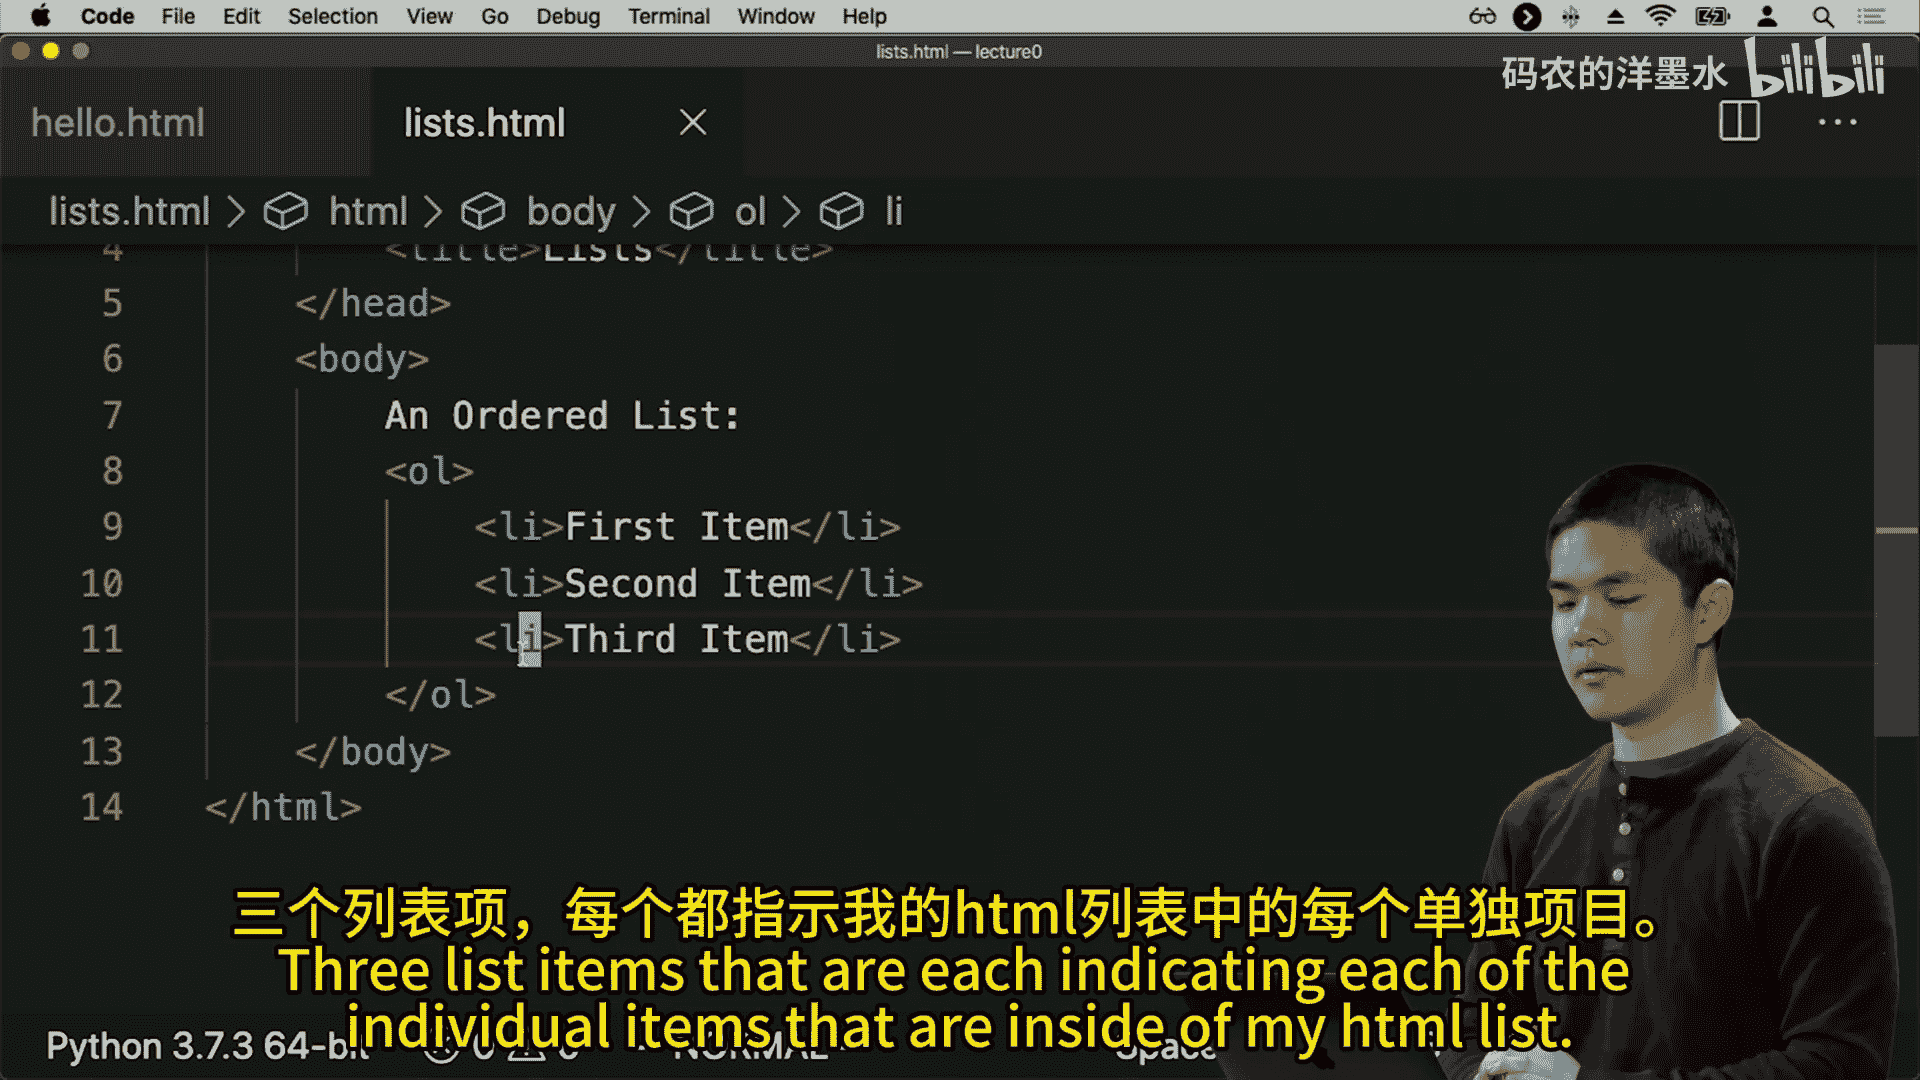 Code File Edit Selection View Go Debug Terminal Window Help
lists.html — lecture0
码农的洋墨水 bilibili
hello.html lists.html
lists.html > html > body > ol > li
4 <title>Lists</title>
5 </head>
6 <body>
7 An Ordered List:
8 <ol>
9 <li>First Item</li>
10 <li>Second Item</li>
11 <li>Third Item</li>
12 </ol>
13 </body>
14 </html>
三个列表项，每个都指示我的html列表中的每个单独项目。
Three list items that are each indicating each of the
individual items that are inside of my html list.
Python 3.7.3 64-bit